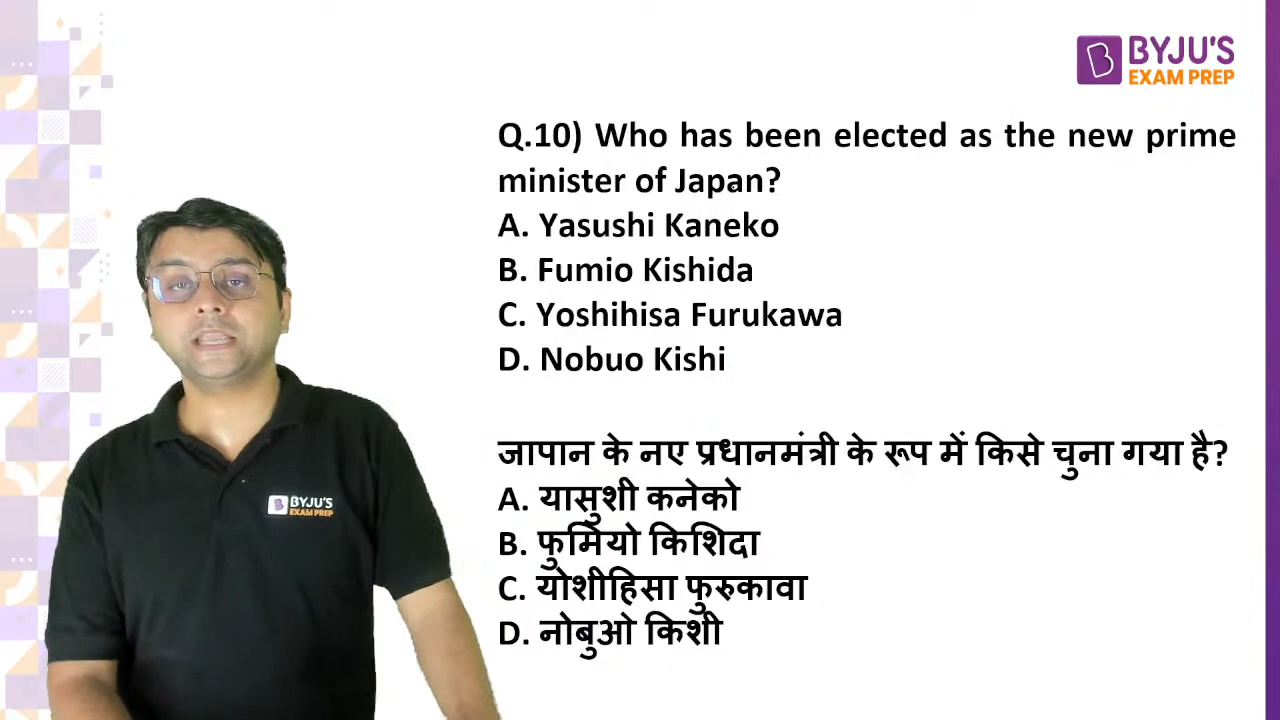 BYJU'S
EXAM PREP
Q.10) Who has been elected as the new prime
minister of Japan?
A. Yasushi Kaneko
B. Fumio Kishida
C. Yoshihisa Furukawa
D. Nobuo Kishi
जापान के नए प्रधानमंत्री के रूप में किसे चुना गया है?
A. यासुशी कनेको
B. फुमियो किशिदा
C. योशीहिसा फुरुकावा
D. नोबुओ किशी
BYJU'S
EXAM PREP